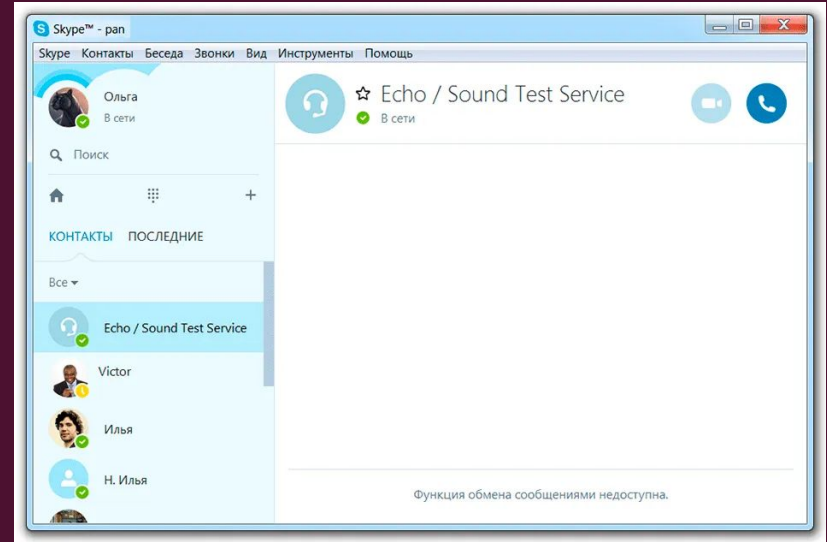 Skype™ - pan
Skype Контакты Беседа Звонки Вид Инструменты Помощь
Ольга
В сети
Поиск
КОНТАКТЫ ПОСЛЕДНИЕ
Все
Echo / Sound Test Service
Victor
Илья
Н. Илья
Echo / Sound Test Service
В сети
Функция обмена сообщениями недоступна.